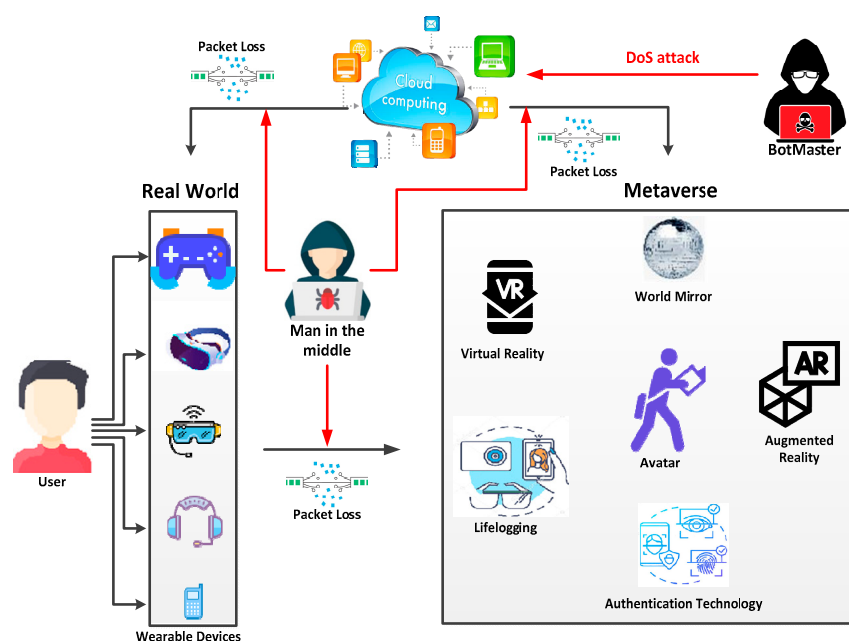 Packet Loss
Cloud
computing
DoS attack
BotMaster
Packet Loss
Real World
Metaverse
World Mirror
Man in the
middle
VR
Virtual Reality
AR
Augmented
Reality
Avatar
User
Packet Loss
Lifelogging
Authentication Technology
Wearable Devices